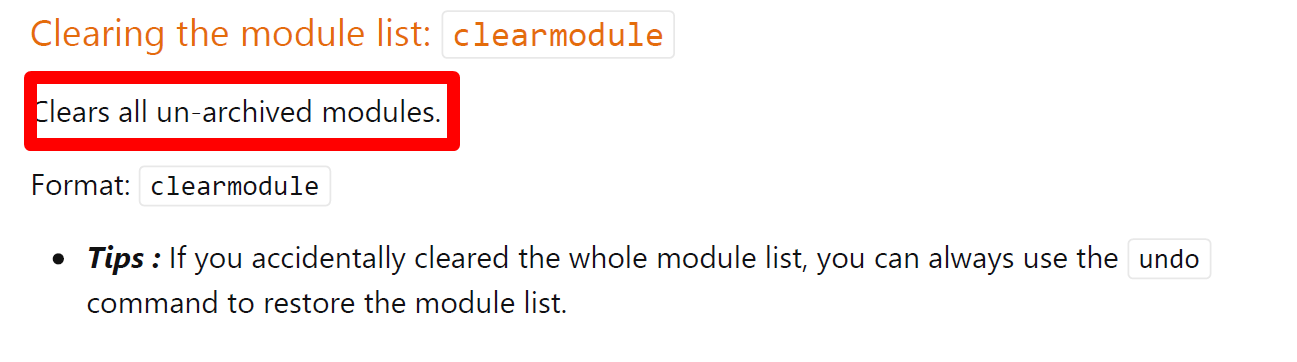 Clearing the module list: clearmodule
Clears all un-archived modules.
Format: clearmodule
• Tips : If you accidentally cleared the whole module list, you can always use the undo
command to restore the module list.